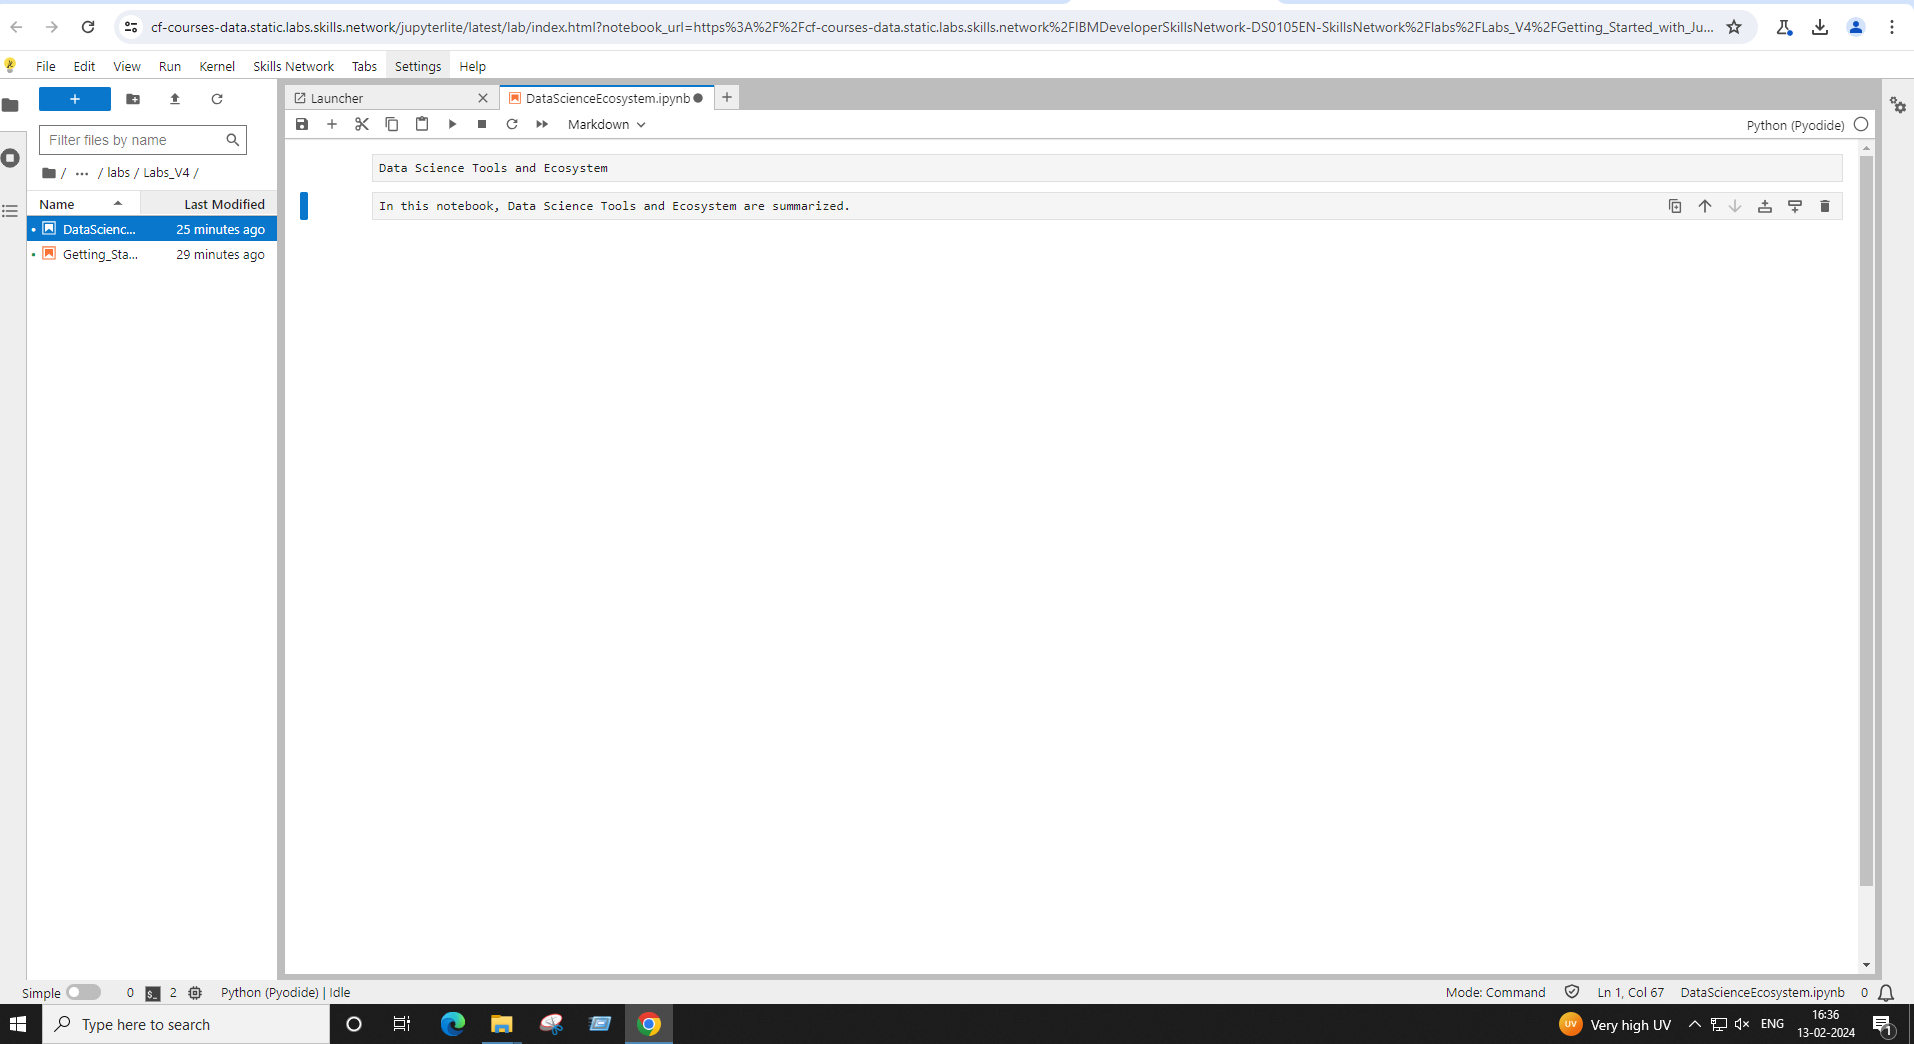 cf-courses-data.static.labs.skills.network/jupyterlite/latest/lab/index.html?notebook_url=https%3A%2F%2Fcf-courses-data.static.labs.skills.network%2FIBMDeveloperSkillsNetwork-DS0105EN-SkillsNetwork%2Flabs%2FLabs_V4%2FGetting_Started_with_Ju...
File Edit View Run Kernel Skills Network Tabs Settings Help
Filter files by name
/ ··· / labs / Labs_V4 /
Name Last Modified
DataScienc... 25 minutes ago
Getting_Sta... 29 minutes ago
Launcher
DataScienceEcosystem.ipynb
Markdown
Python (Pyodide)
Data Science Tools and Ecosystem
In this notebook, Data Science Tools and Ecosystem are summarized.
Simple 0 2 Python (Pyodide) | Idle
Mode: Command Ln 1, Col 67 DataScienceEcosystem.ipynb 0
Type here to search
UV Very high UV ENG
16:36
13-02-2024
1